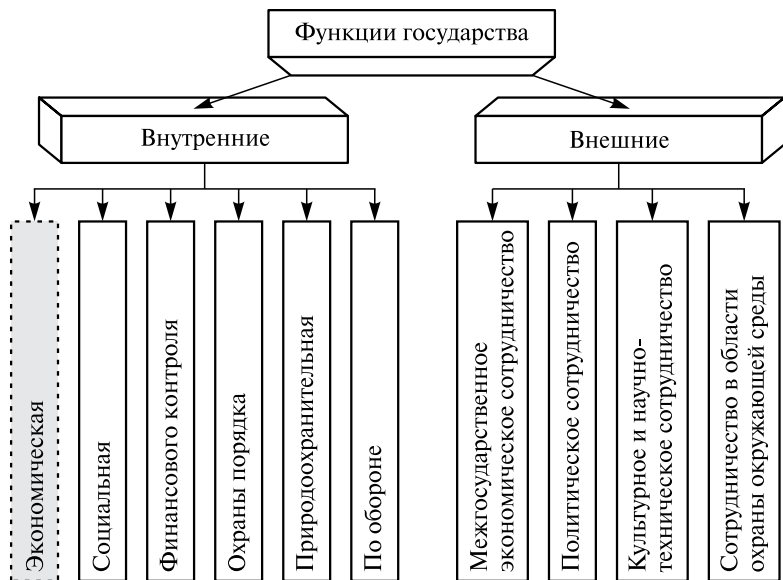 Функции государства
Внутренние
Внешние
Экономическая
Социальная
Финансового контроля
Охраны порядка
Природоохранительная
По обороне
Межгосударственное
экономическое сотрудничество
Политическое сотрудничество
Культурное и научно-
техническое сотрудничество
Сотрудничество в области
охраны окружающей среды